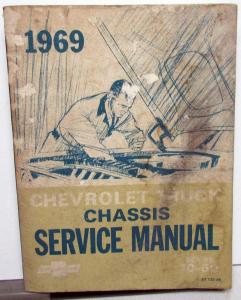 1969
CHEVROLET TRUCK
CHASSIS
SERVICE MANUAL